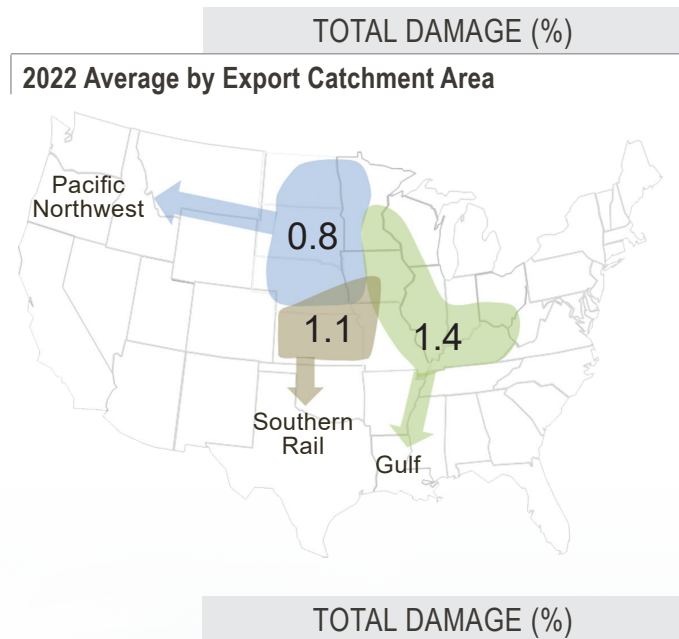 TOTAL DAMAGE (%)
2022 Average by Export Catchment Area
Pacific
Northwest
0.8
1.1
1.4
Southern
Rail
Gulf
TOTAL DAMAGE (%)